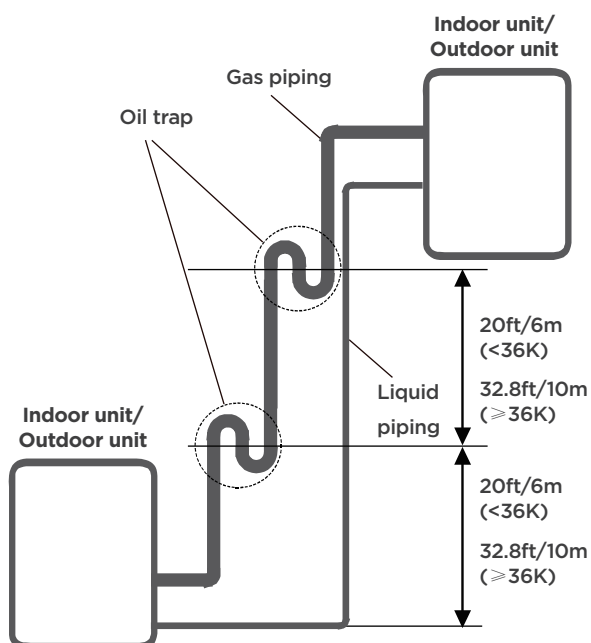 Indoor unit/
Outdoor unit
Gas piping
Oil trap
20ft/6m
(<36K)
32.8ft/10m
(≥36K)
Liquid
piping
Indoor unit/
Outdoor unit
20ft/6m
(<36K)
32.8ft/10m
(≥36K)